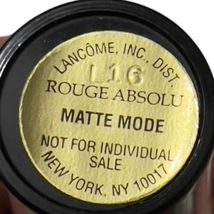 LANCÔME, INC., DIST.
L16
ROUGE ABSOLU
MATTE MODE
NOT FOR INDIVIDUAL
SALE
NEW YORK, NY 10017